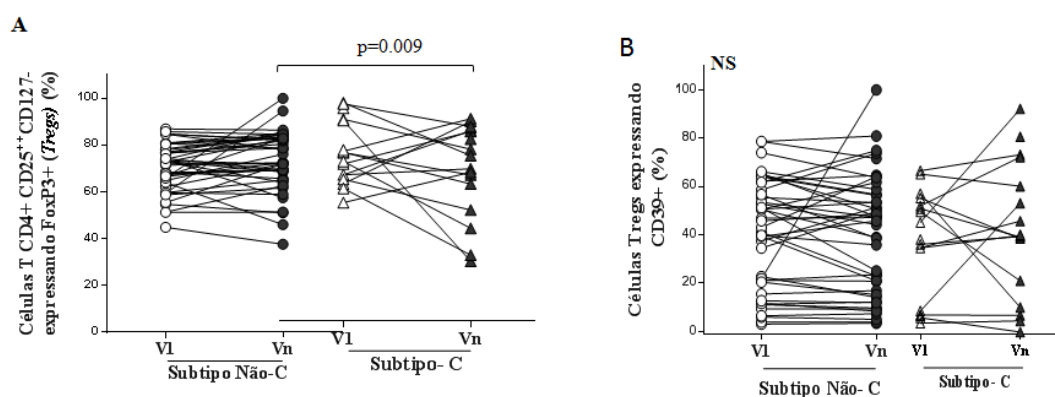 A
p=0.009
Células T CD4+ CD25++CD127-
expressando FoxP3+ (Tregs) (%)
100
80
60
40
20
0
V1
Vn
V1
Vn
Subtipo Não-C
Subtipo- C
B
NS
Células Tregs expressando
CD39+ (%)
100
80
60
40
20
0
V1
Vn
V1
Vn
Subtipo Não- C
Subtipo- C